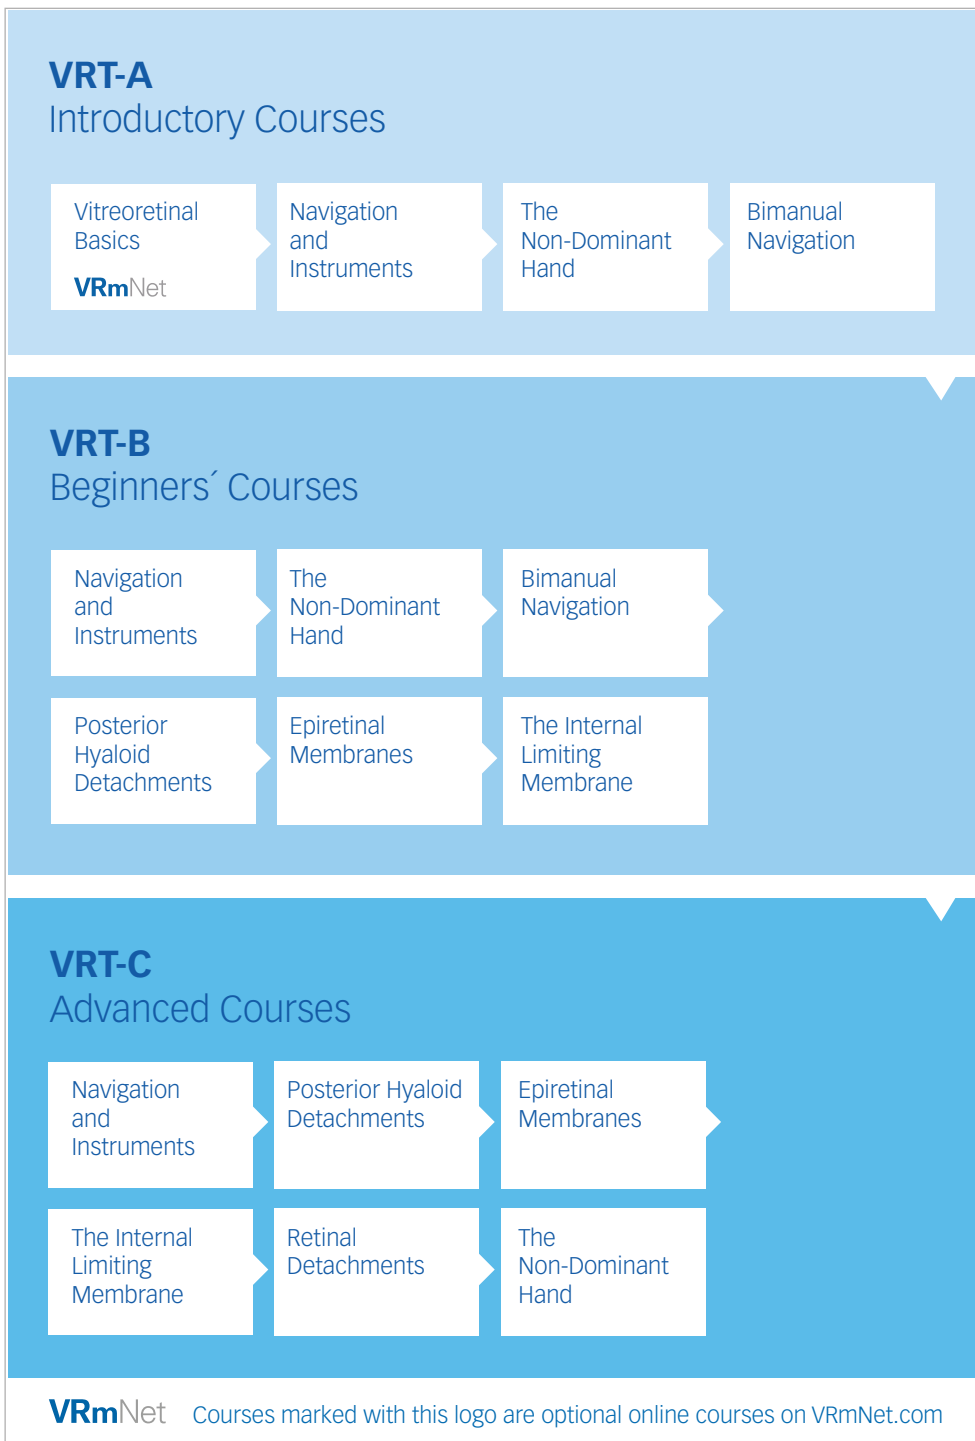 VRT-A
Introductory Courses
Vitreoretinal
Basics
VRmNet
Navigation
and
Instruments
The
Non-Dominant
Hand
Bimanual
Navigation
VRT-B
Beginners´ Courses
Navigation
and
Instruments
The
Non-Dominant
Hand
Bimanual
Navigation
Posterior
Hyaloid
Detachments
Epiretinal
Membranes
The Internal
Limiting
Membrane
VRT-C
Advanced Courses
Navigation
and
Instruments
Posterior Hyaloid
Detachments
Epiretinal
Membranes
The Internal
Limiting
Membrane
Retinal
Detachments
The
Non-Dominant
Hand
VRmNet Courses marked with this logo are optional online courses on VRmNet.com